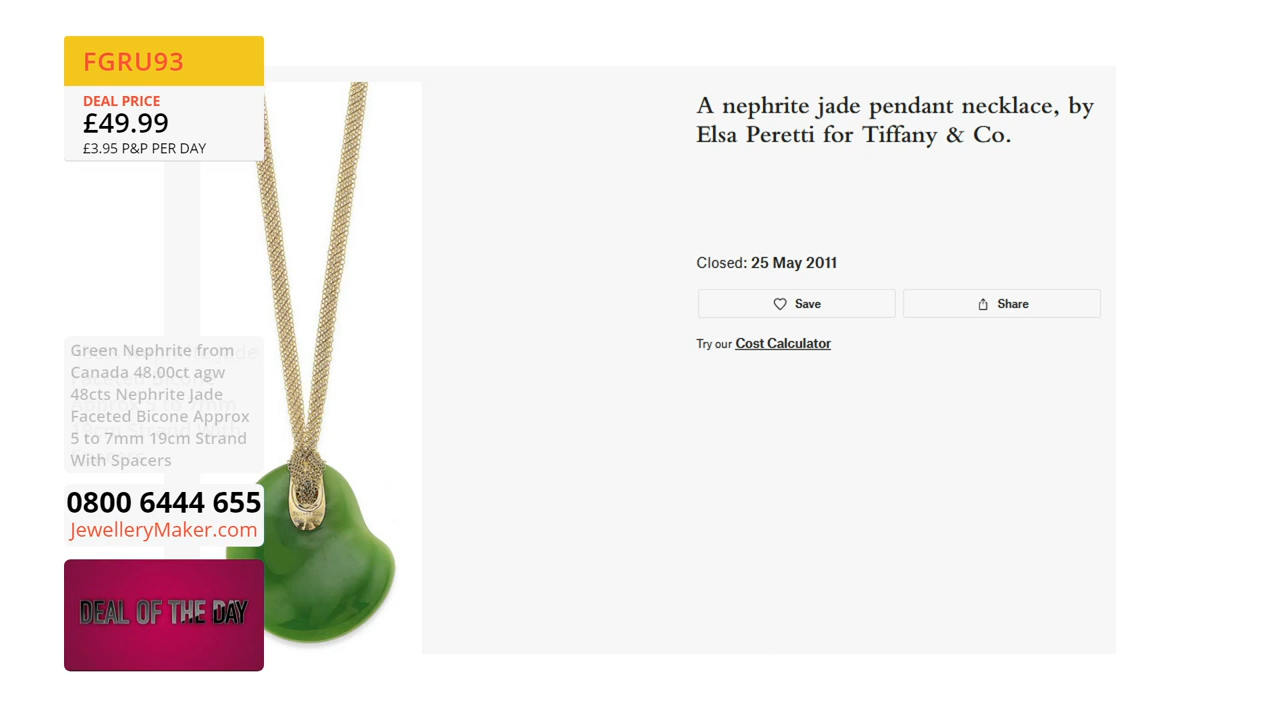 FGRU93
DEAL PRICE
£49.99
£3.95 P&P PER DAY
A nephrite jade pendant necklace, by
Elsa Peretti for Tiffany & Co.
Closed: 25 May 2011
Save
Share
Try our Cost Calculator
Green Nephrite from
Canada 48.00ct agw
48cts Nephrite Jade
Faceted Bicone Approx
5 to 7mm 19cm Strand
With Spacers
0800 6444 655
JewelleryMaker.com
DEAL OF THE DAY